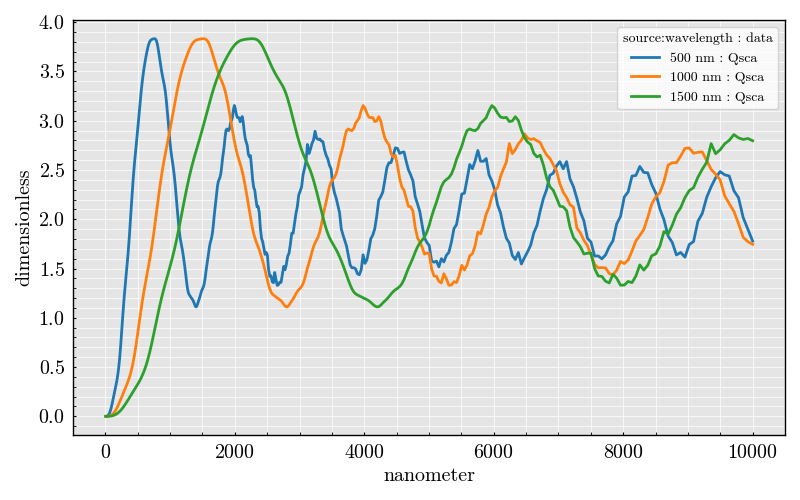 4.0
3.5
3.0
2.5
2.0
1.5
1.0
0.5
0.0
dimensionless
source:wavelength : data
500 nm : Qsca
1000 nm : Qsca
1500 nm : Qsca
0 2000 4000 6000 8000 10000
nanometer